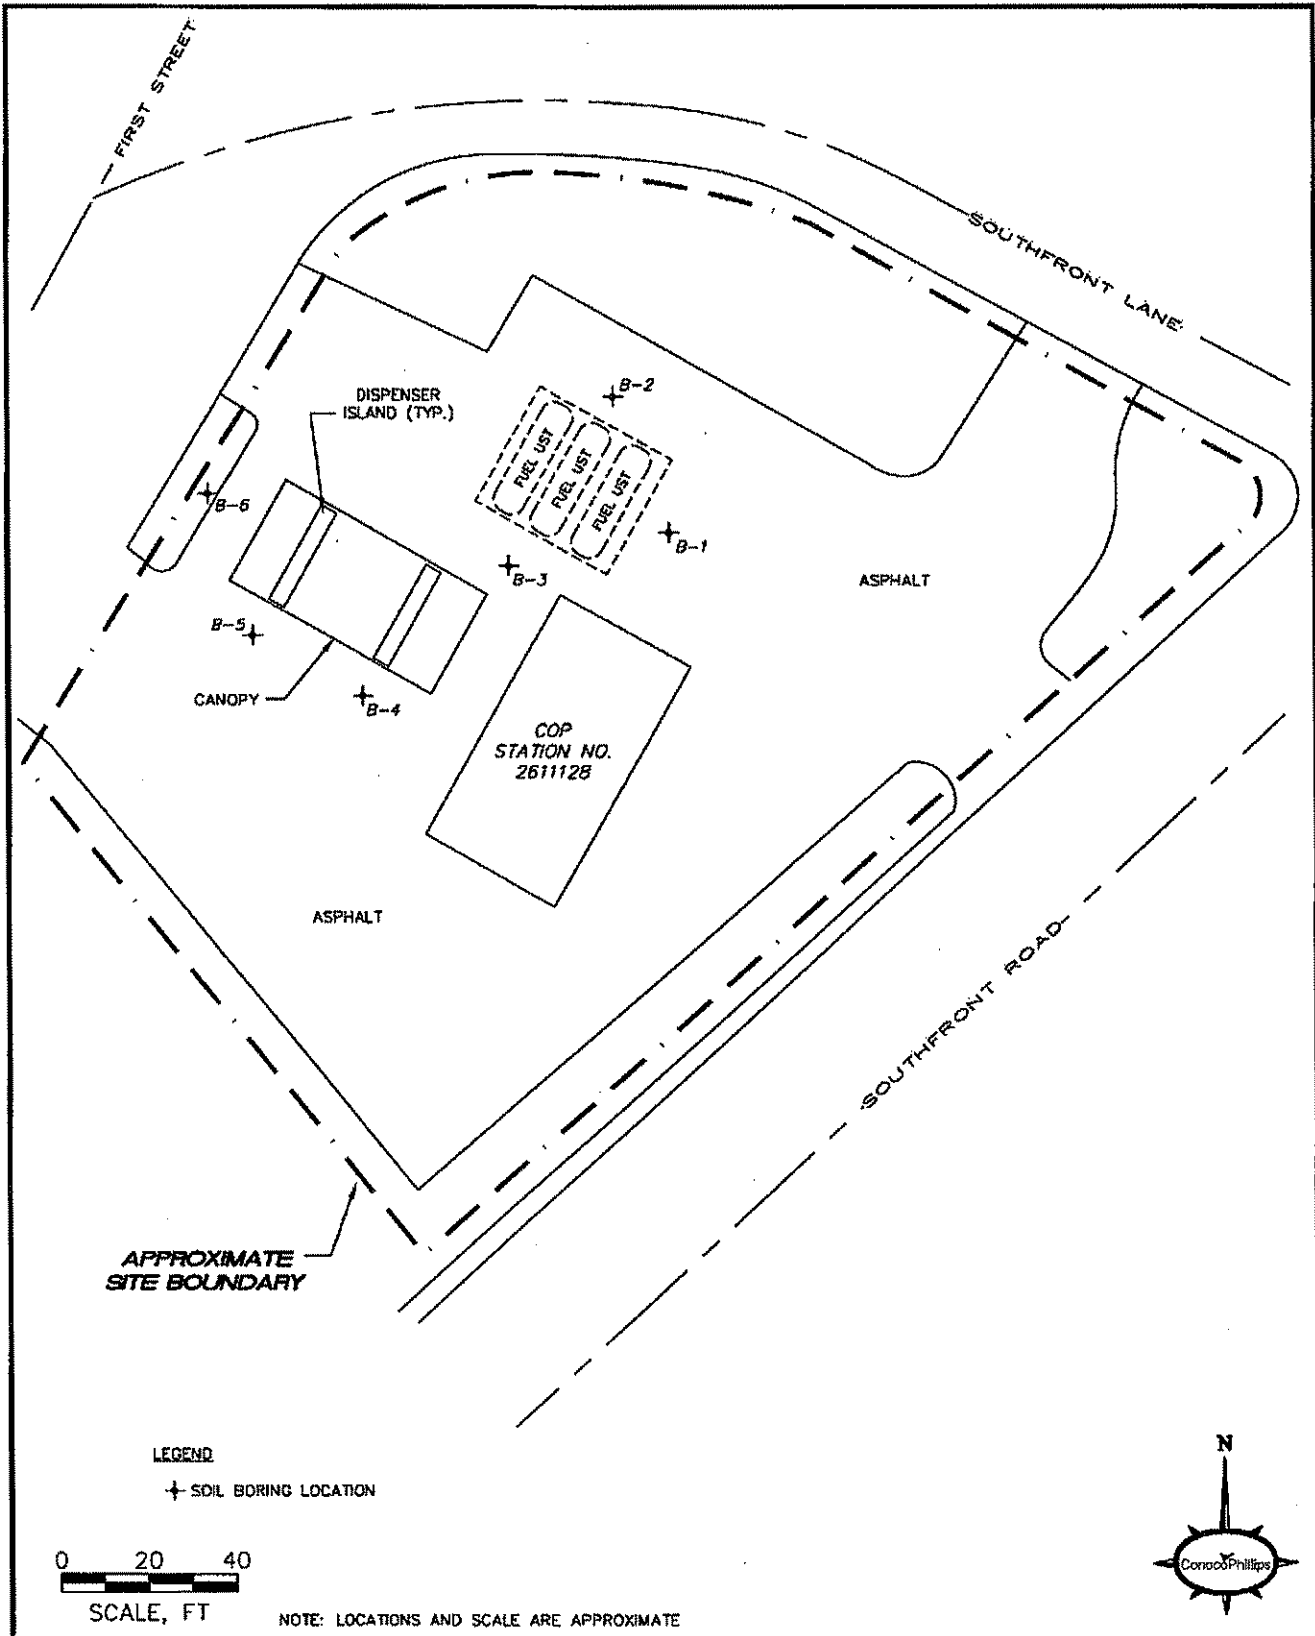 FIRST STREET
SOUTHFRONT LANE
DISPENSER
ISLAND (TYP.)
B-2
FUEL UST
FUEL UST
FUEL UST
B-6
B-1
B-3
ASPHALT
B-5
CANOPY
B-4
COP
STATION NO.
2611128
ASPHALT
SOUTHFRONT ROAD
APPROXIMATE
SITE BOUNDARY
LEGEND
SOIL BORING LOCATION
N
ConocoPhillips
0 20 40
SCALE, FT
NOTE: LOCATIONS AND SCALE ARE APPROXIMATE